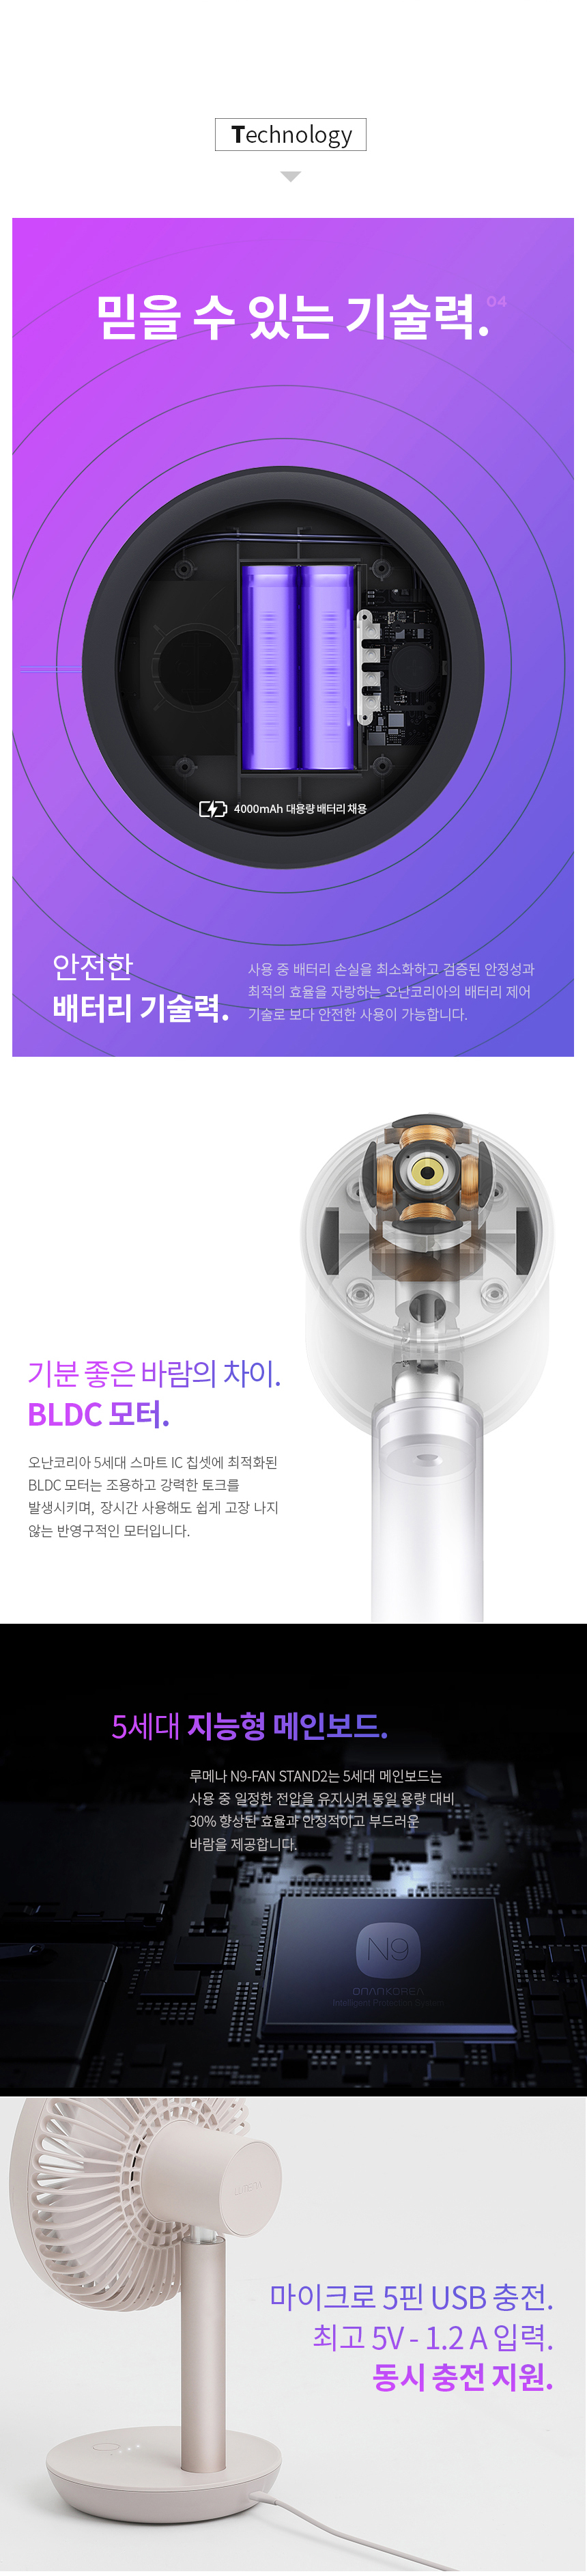 Technology
믿을 수 있는 기술력.
04
4000mAh 대용량 배터리 채용
안전한
배터리 기술력.
사용 중 배터리 손실을 최소화하고 검증된 안정성과
최적의 효율을 자랑하는 오난코리아의 배터리 제어
기술로 보다 안전한 사용이 가능합니다.
기분 좋은 바람의 차이.
BLDC 모터.
오난코리아 5세대 스마트 IC 칩셋에 최적화된
BLDC 모터는 조용하고 강력한 토크를
발생시키며, 장시간 사용해도 쉽게 고장 나지
않는 반영구적인 모터입니다.
5세대 지능형 메인보드.
루메나 N9-FAN STAND2는 5세대 메인보드는
사용 중 일정한 전압을 유지시켜 동일 용량 대비
30% 향상된 효율과 안정적이고 부드러운
바람을 제공합니다.
N9
ONANKOREA
Intelligent Protection System
LUMENA
마이크로 5핀 USB 충전.
최고 5V - 1.2 A 입력.
동시 충전 지원.